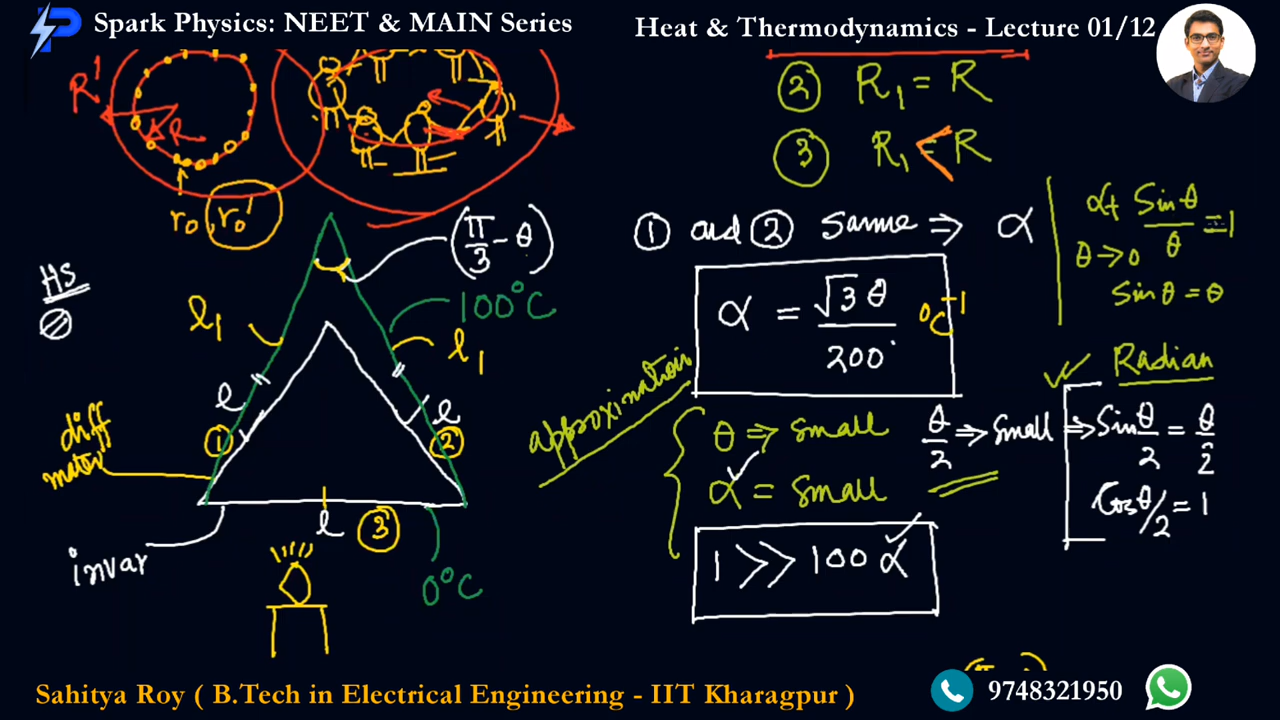 Spark Physics: NEET & MAIN Series
Heat & Thermodynamics - Lecture 01/12
R'
R
r₀, r₀'
② R₁ = R
③ R₁ < R
① and ② Same ⇒ α
α = √3 θ / 200 °C⁻¹
Sinθ / θ = 1
θ → 0
Sinθ = θ
HS
(π/3 - θ)
100°C
l₁
l₁
l
l
①
②
diff
mater
l
③
invar
0°C
approximation
θ ⇒ Small
α = Small
1 >> 100 α
θ/2 ⇒ Small ⇒
Radian
Sin θ/2 = θ/2
Cos θ/2 = 1
Sahitya Roy ( B.Tech in Electrical Engineering - IIT Kharagpur )
9748321950